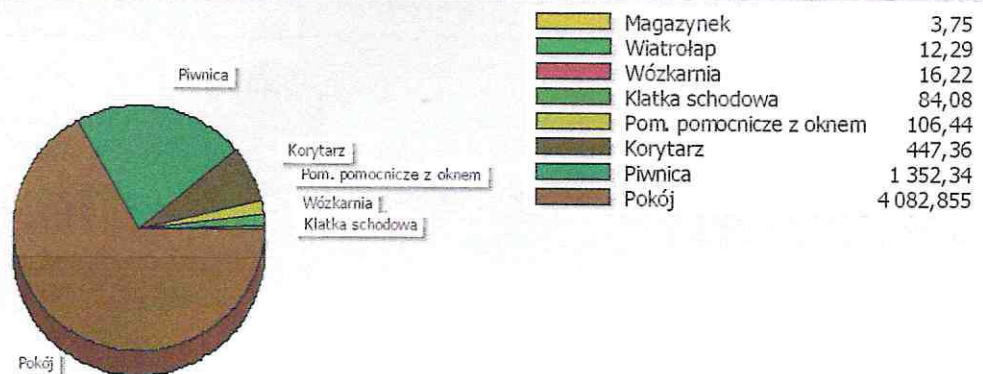 Piwnica
Korytarz
Pom. pomocnicze z oknem
Wózkarnia
Klatka schodowa
Pokój
Magazynek 3,75
Wiatrołap 12,29
Wózkarnia 16,22
Klatka schodowa 84,08
Pom. pomocnicze z oknem 106,44
Korytarz 447,36
Piwnica 1 352,34
Pokój 4 082,855